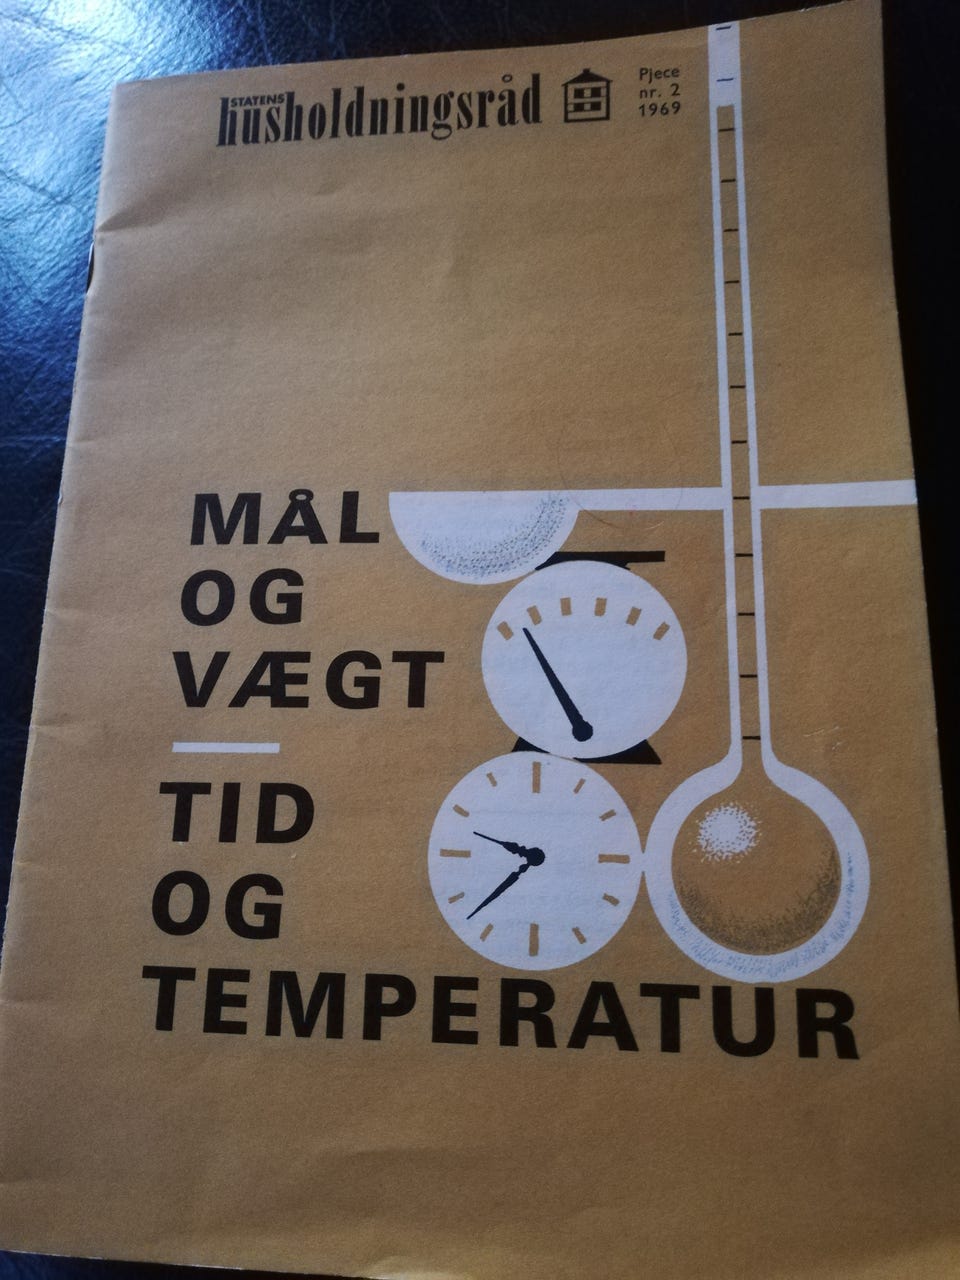 STATENS
husholdningsråd
Pjece
nr. 2
1969
MÅL
OG
VÆGT
TID
OG
TEMPERATUR